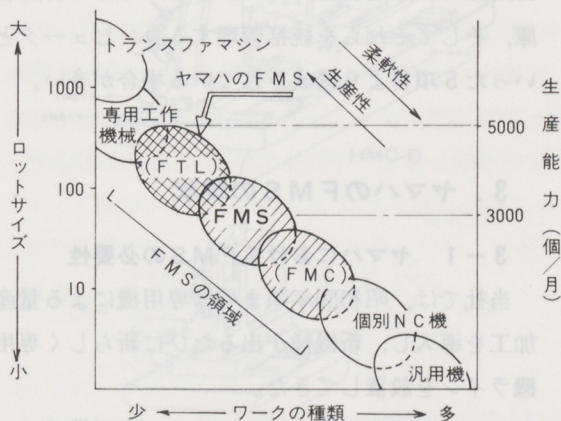 大
ロットサイズ
小
1000
100
10
トランスファマシン
ヤマハのFMS
専用工作
機械
(FTL)
FMS
(FMC)
FMSの領域
個別NC機
汎用機
柔軟性
生産性
5000
3000
生産能力(個/月)
少 ワークの種類 多